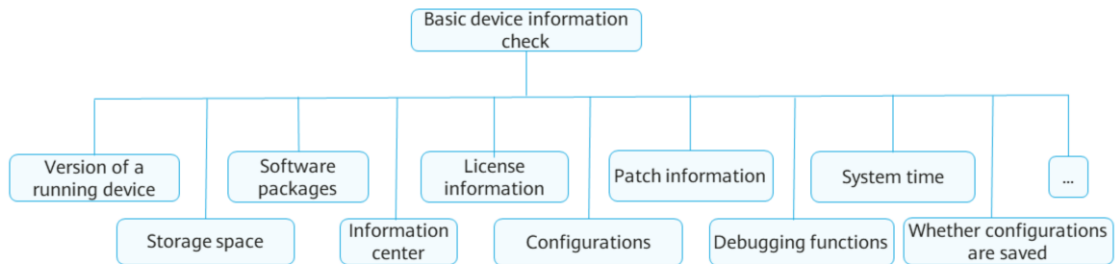 Basic device information
check
Version of a
running device
Software
packages
License
information
Patch information
System time
...
Storage space
Information
center
Configurations
Debugging functions
Whether configurations
are saved